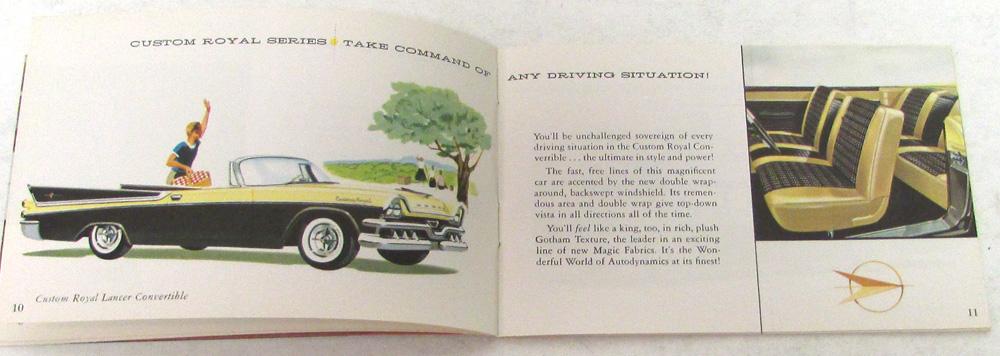 CUSTOM ROYAL SERIES TAKE COMMAND OF ANY DRIVING SITUATION!
Custom Royal Lancer Convertible
10
You'll be unchallenged sovereign of every
driving situation in the Custom Royal Con-
vertible . . . the ultimate in style and power!
The fast, free lines of this magnificent
car are accented by the new double wrap-
around, backswept windshield. Its tremen-
dous area and double wrap give top-down
vista in all directions all of the time.
You'll feel like a king, too, in rich, plush
Gotham Texture, the leader in an exciting
line of new Magic Fabrics. It's the Won-
derful World of Autodynamics at its finest!
11